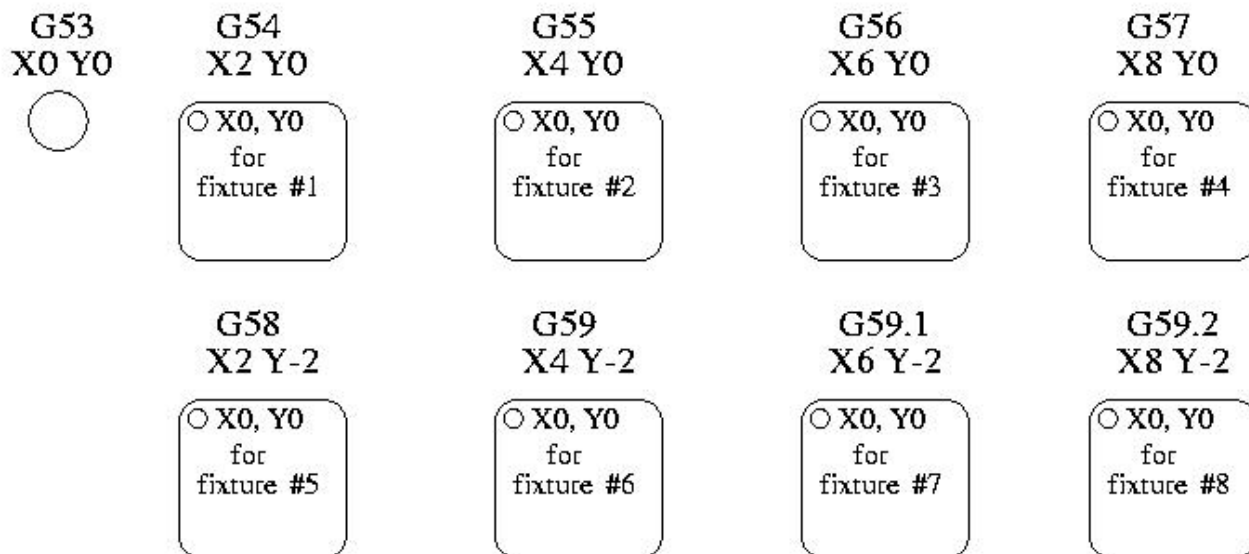 G53
X0 Y0
G54
X2 Y0
X0, Y0
for
fixture #1
G55
X4 Y0
X0, Y0
for
fixture #2
G56
X6 Y0
X0, Y0
for
fixture #3
G57
X8 Y0
X0, Y0
for
fixture #4
G58
X2 Y-2
X0, Y0
for
fixture #5
G59
X4 Y-2
X0, Y0
for
fixture #6
G59.1
X6 Y-2
X0, Y0
for
fixture #7
G59.2
X8 Y-2
X0, Y0
for
fixture #8